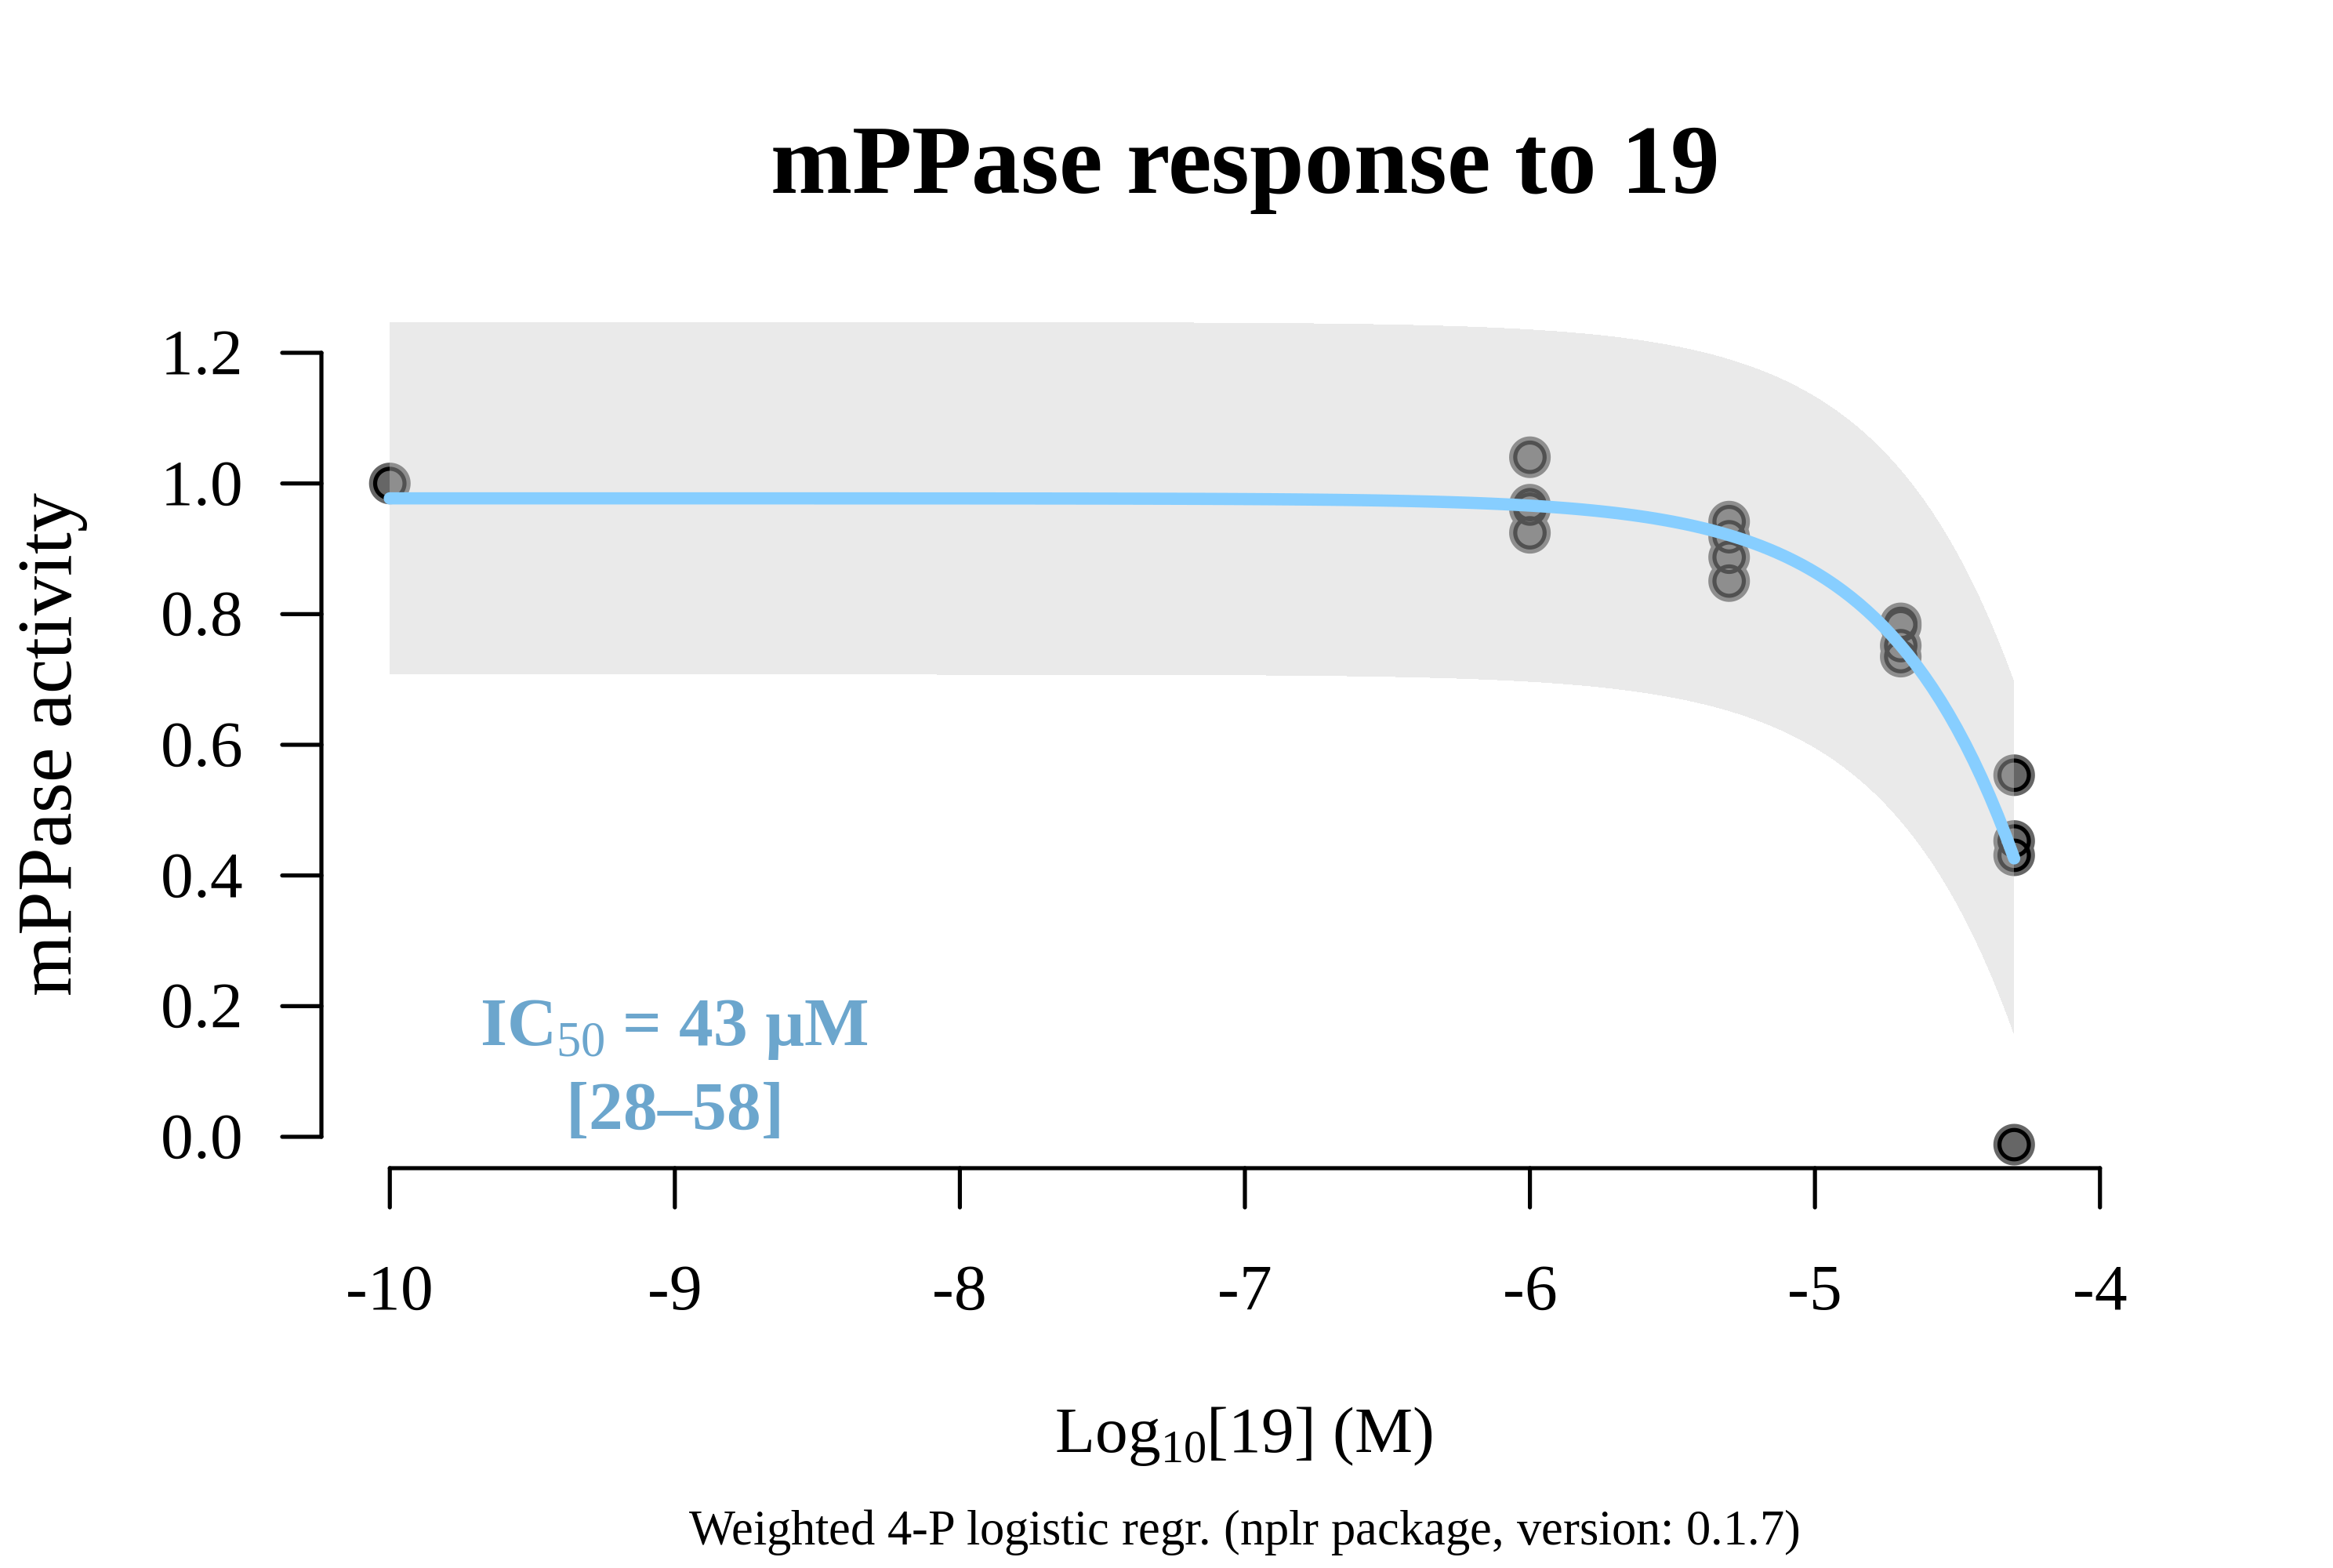 mPPase response to 19
mPPase activity
1.2
1.0
0.8
0.6
0.4
0.2
0.0
IC50 = 43 µM
[28–58]
-10 -9 -8 -7 -6 -5 -4
Log10[19] (M)
Weighted 4-P logistic regr. (nplr package, version: 0.1.7)